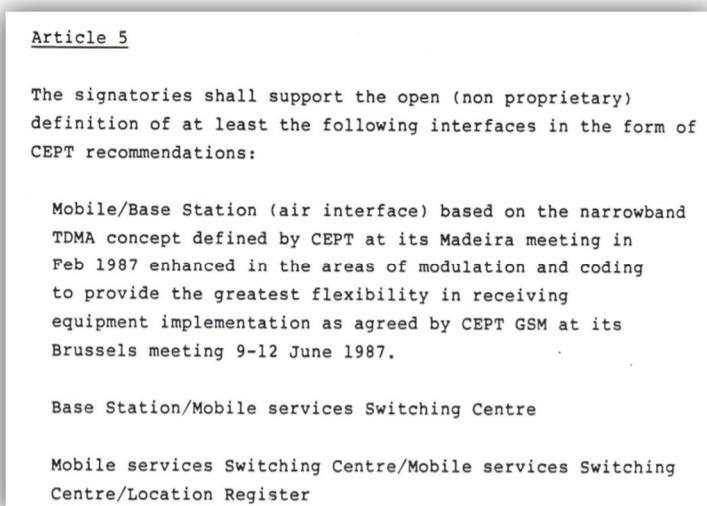 Article 5
The signatories shall support the open (non proprietary)
definition of at least the following interfaces in the form of
CEPT recommendations:
Mobile/Base Station (air interface) based on the narrowband
TDMA concept defined by CEPT at its Madeira meeting in
Feb 1987 enhanced in the areas of modulation and coding
to provide the greatest flexibility in receiving
equipment implementation as agreed by CEPT GSM at its
Brussels meeting 9-12 June 1987.
Base Station/Mobile services Switching Centre
Mobile services Switching Centre/Mobile services Switching
Centre/Location Register